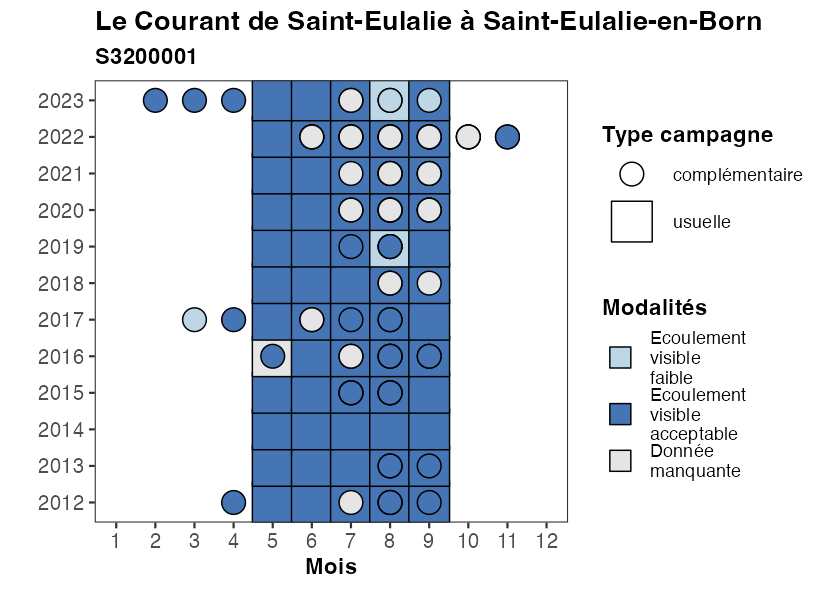 Le Courant de Saint-Eulalie à Saint-Eulalie-en-Born
S3200001
2023
2022
2021
2020
2019
2018
2017
2016
2015
2014
2013
2012
1 2 3 4 5 6 7 8 9 10 11 12
Mois
Type campagne
complémentaire
usuelle
Modalités
Ecoulement
visible
faible
Ecoulement
visible
acceptable
Donnée
manquante